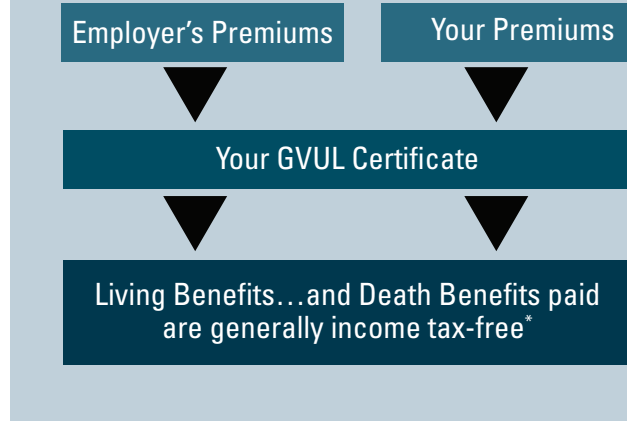 Employer's Premiums
Your Premiums
Your GVUL Certificate
Living Benefits…and Death Benefits paid
are generally income tax-free*